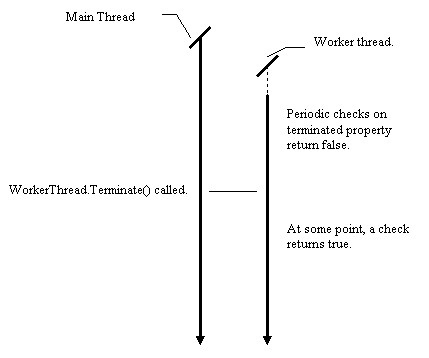 Main Thread
Worker thread.
Periodic checks on
terminated property
return false.
WorkerThread.Terminate() called.
At some point, a check
returns true.